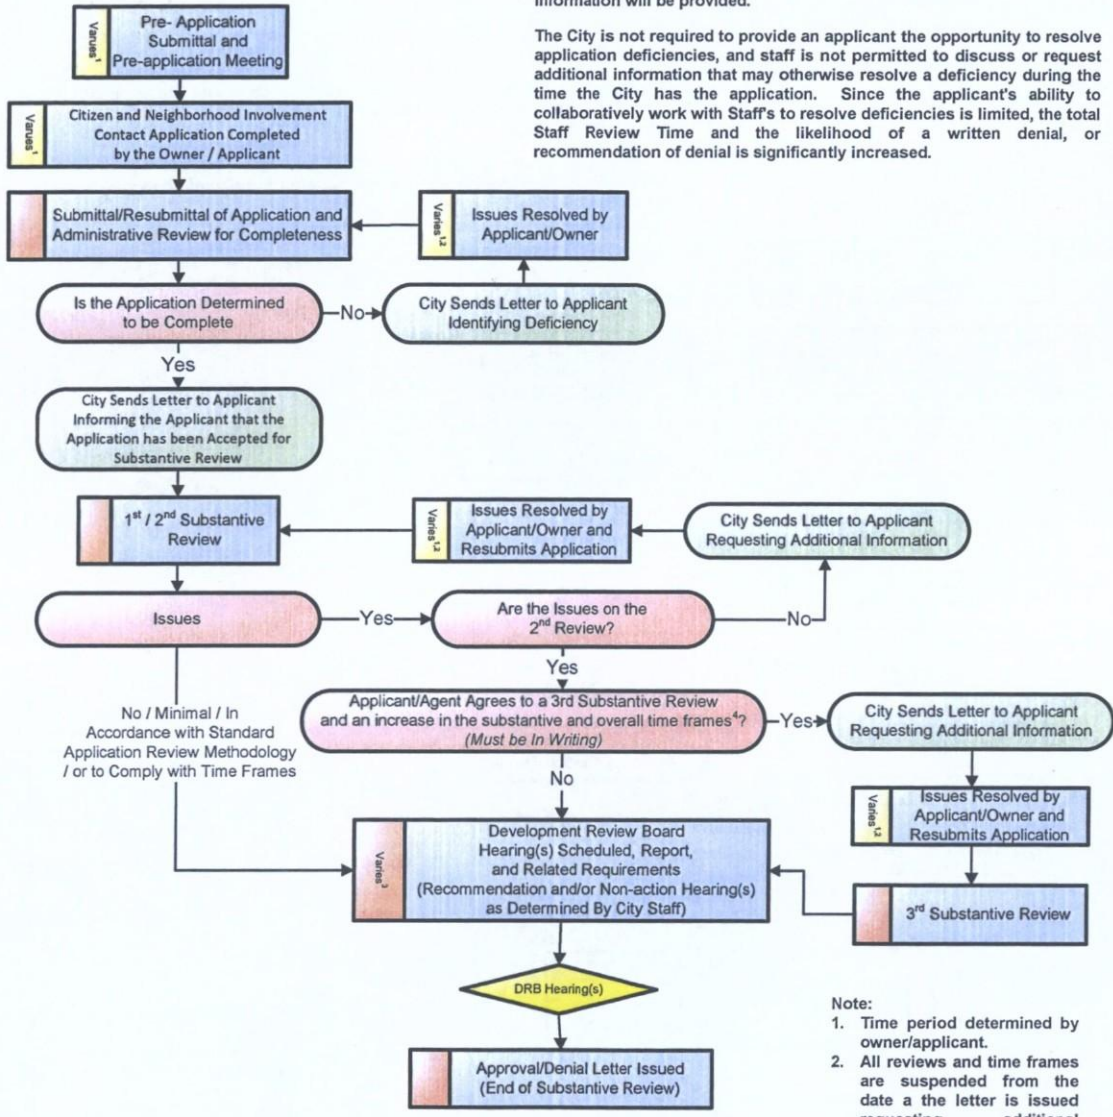 information will be provided.
The City is not required to provide an applicant the opportunity to resolve
application deficiencies, and staff is not permitted to discuss or request
additional information that may otherwise resolve a deficiency during the
time the City has the application. Since the applicant's ability to
collaboratively work with Staff's to resolve deficiencies is limited, the total
Staff Review Time and the likelihood of a written denial, or
recommendation of denial is significantly increased.
Varues¹
Pre- Application
Submittal and
Pre-application Meeting
Varues¹
Citizen and Neighborhood Involvement
Contact Application Completed
by the Owner / Applicant
Submittal/Resubmittal of Application and
Administrative Review for Completeness
Varies¹,²
Issues Resolved by
Applicant/Owner
Is the Application Determined
to be Complete
No
City Sends Letter to Applicant
Identifying Deficiency
Yes
City Sends Letter to Applicant
Informing the Applicant that the
Application has been Accepted for
Substantive Review
1st / 2nd Substantive
Review
Varies¹,²
Issues Resolved by
Applicant/Owner and
Resubmits Application
City Sends Letter to Applicant
Requesting Additional Information
Issues
Yes
Are the Issues on the
2nd Review?
No
Yes
No / Minimal / In
Accordance with Standard
Application Review Methodology
/ or to Comply with Time Frames
Applicant/Agent Agrees to a 3rd Substantive Review
and an increase in the substantive and overall time frames⁴?
(Must be In Writing)
Yes
City Sends Letter to Applicant
Requesting Additional Information
No
Varies¹,²
Issues Resolved by
Applicant/Owner and
Resubmits Application
Varies³
Development Review Board
Hearing(s) Scheduled, Report,
and Related Requirements
(Recommendation and/or Non-action Hearing(s)
as Determined By City Staff)
3rd Substantive Review
DRB Hearing(s)
Approval/Denial Letter Issued
(End of Substantive Review)
Note:
1. Time period determined by
owner/applicant.
2. All reviews and time frames
are suspended from the
date a the letter is issued
requesting additional